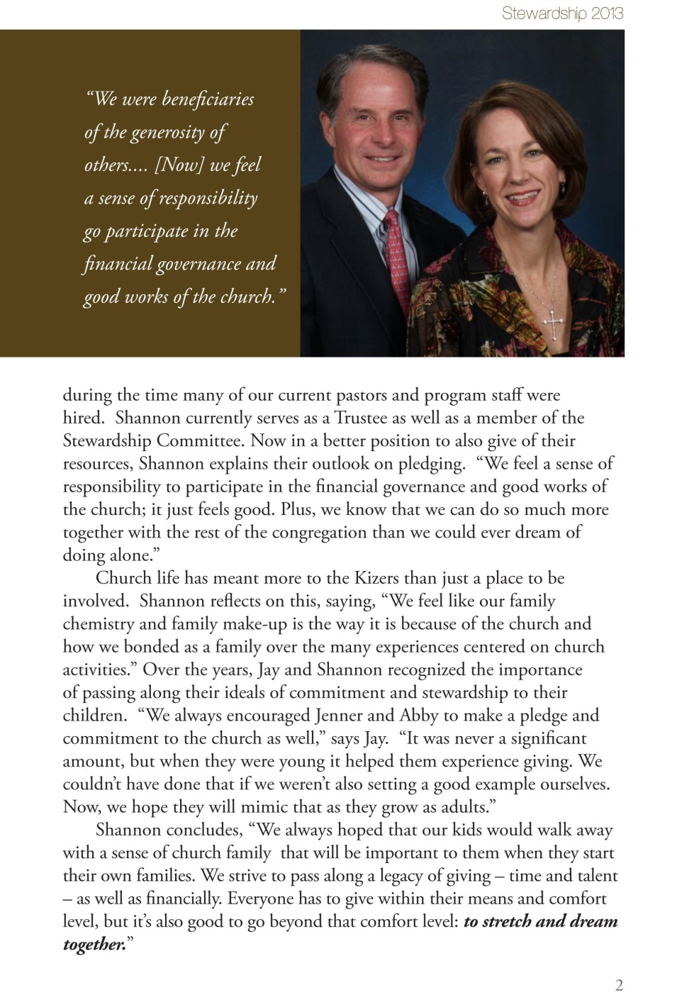 Stewardship 2013
“We were beneficiaries
of the generosity of
others.... [Now] we feel
a sense of responsibility
go participate in the
financial governance and
good works of the church.”
during the time many of our current pastors and program staff were
hired.  Shannon currently serves as a Trustee as well as a member of the
Stewardship Committee. Now in a better position to also give of their
resources, Shannon explains their outlook on pledging.  “We feel a sense of
responsibility to participate in the financial governance and good works of
the church; it just feels good. Plus, we know that we can do so much more
together with the rest of the congregation than we could ever dream of
doing alone.”
Church life has meant more to the Kizers than just a place to be
involved.  Shannon reflects on this, saying, “We feel like our family
chemistry and family make-up is the way it is because of the church and
how we bonded as a family over the many experiences centered on church
activities.” Over the years, Jay and Shannon recognized the importance
of passing along their ideals of commitment and stewardship to their
children.  “We always encouraged Jenner and Abby to make a pledge and
commitment to the church as well,” says Jay.  “It was never a significant
amount, but when they were young it helped them experience giving. We
couldn’t have done that if we weren’t also setting a good example ourselves.
Now, we hope they will mimic that as they grow as adults.”
Shannon concludes, “We always hoped that our kids would walk away
with a sense of church family  that will be important to them when they start
their own families. We strive to pass along a legacy of giving – time and talent
– as well as financially. Everyone has to give within their means and comfort
level, but it’s also good to go beyond that comfort level: to stretch and dream
together.”
2